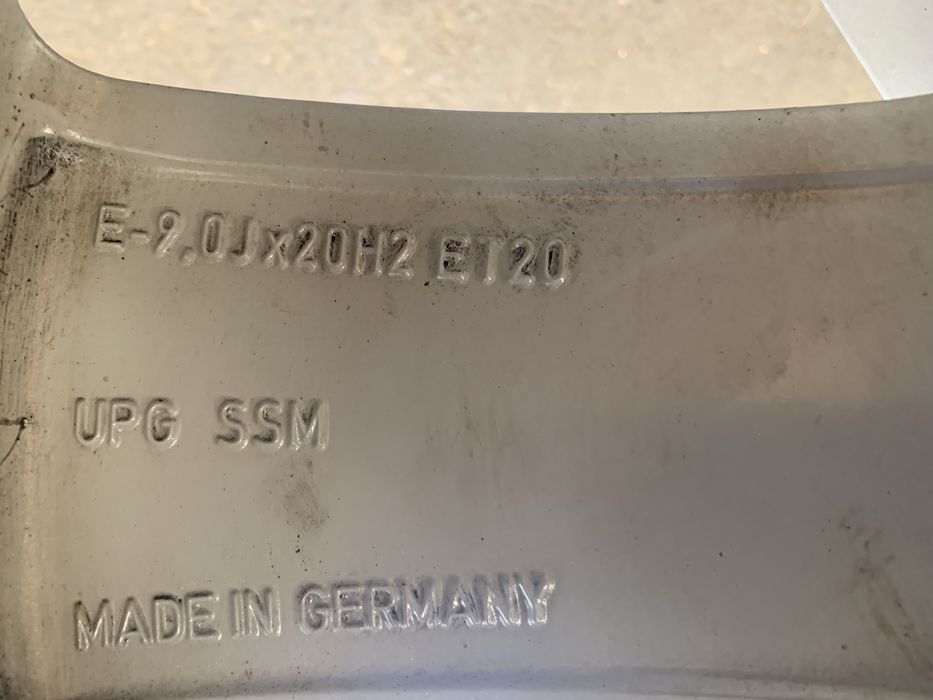 E-9,0Jx20H2 ET20
UPG SSM
MADE IN GERMANY